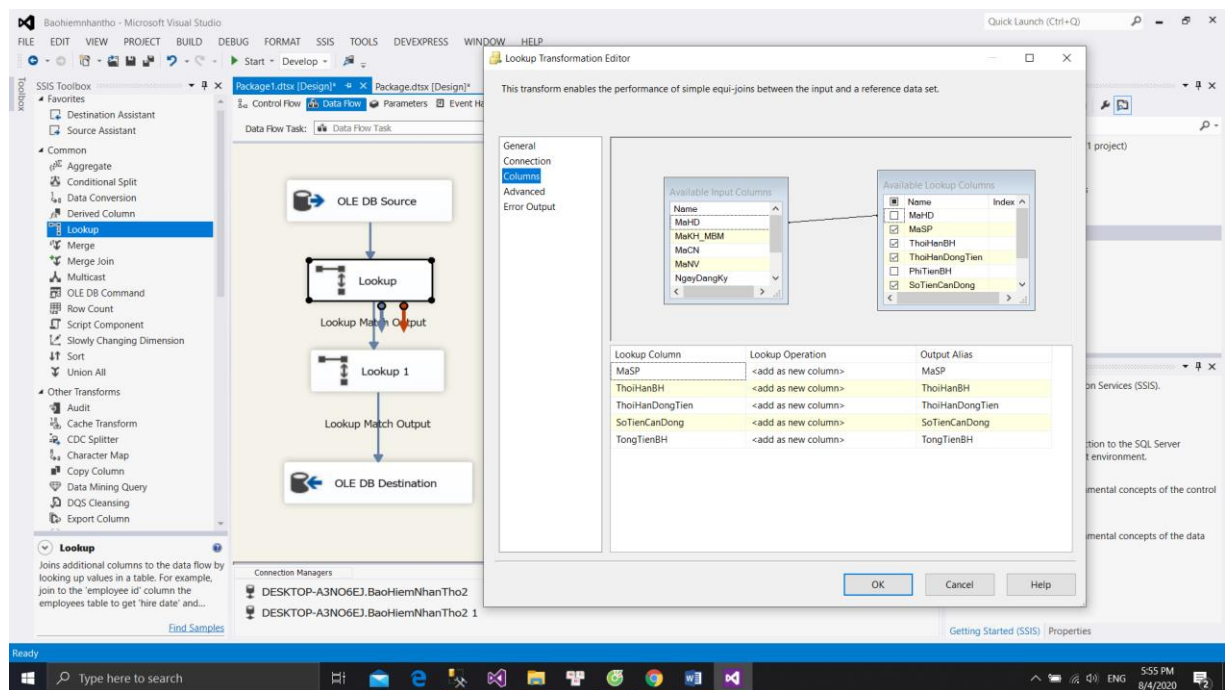 Baohiemnhantho - Microsoft Visual Studio
Quick Launch (Ctrl+Q)
FILE EDIT VIEW PROJECT BUILD DEBUG FORMAT SSIS TOOLS DEVEXPRESS WINDOW HELP
Start Develop
Toolbox
SSIS Toolbox
Favorites
Destination Assistant
Source Assistant
Common
Aggregate
Conditional Split
Data Conversion
Derived Column
Lookup
Merge
Merge Join
Multicast
OLE DB Command
Row Count
Script Component
Slowly Changing Dimension
Sort
Union All
Other Transforms
Audit
Cache Transform
CDC Splitter
Character Map
Copy Column
Data Mining Query
DQS Cleansing
Export Column
Lookup
Joins additional columns to the data flow by
looking up values in a table. For example,
join to the 'employee id' column the
employees table to get 'hire date' and...
Find Samples
Package1.dtsx [Design]* Package.dtsx [Design]*
Control Flow Data Flow Parameters Event Ha
Data Flow Task: Data Flow Task
OLE DB Source
Lookup
Lookup Match Output
Lookup 1
Lookup Match Output
OLE DB Destination
Connection Managers
DESKTOP-A3NO6EJ.BaoHiemNhanTho2
DESKTOP-A3NO6EJ.BaoHiemNhanTho2 1
Lookup Transformation Editor
This transform enables the performance of simple equi-joins between the input and a reference data set.
General
Connection
Columns
Advanced
Error Output
Available Input Columns
Name
MaHD
MaKH_MBM
MaCN
MaNV
NgayDangKy
Available Lookup Columns
Name Index
MaHD
MaSP
ThoiHanBH
ThoiHanDongTien
PhiTienBH
SoTienCanDong
Lookup Column Lookup Operation Output Alias
MaSP <add as new column> MaSP
ThoiHanBH <add as new column> ThoiHanBH
ThoiHanDongTien <add as new column> ThoiHanDongTien
SoTienCanDong <add as new column> SoTienCanDong
TongTienBH <add as new column> TongTienBH
OK Cancel Help
1 project)
on Services (SSIS).
ction to the SQL Server
t environment.
mental concepts of the control
mental concepts of the data
Getting Started (SSIS) Properties
Ready
Type here to search
ENG
5:55 PM
8/4/2020
2